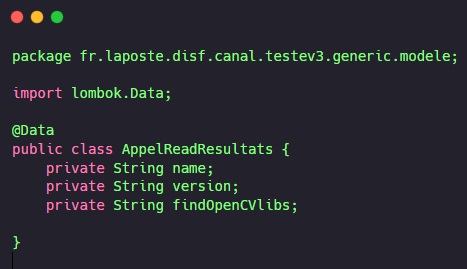 package fr.laposte.disf.canal.testev3.generic.modele;
import lombok.Data;
@Data
public class AppelReadResultats {
    private String name;
    private String version;
    private String findOpenCVlibs;
}